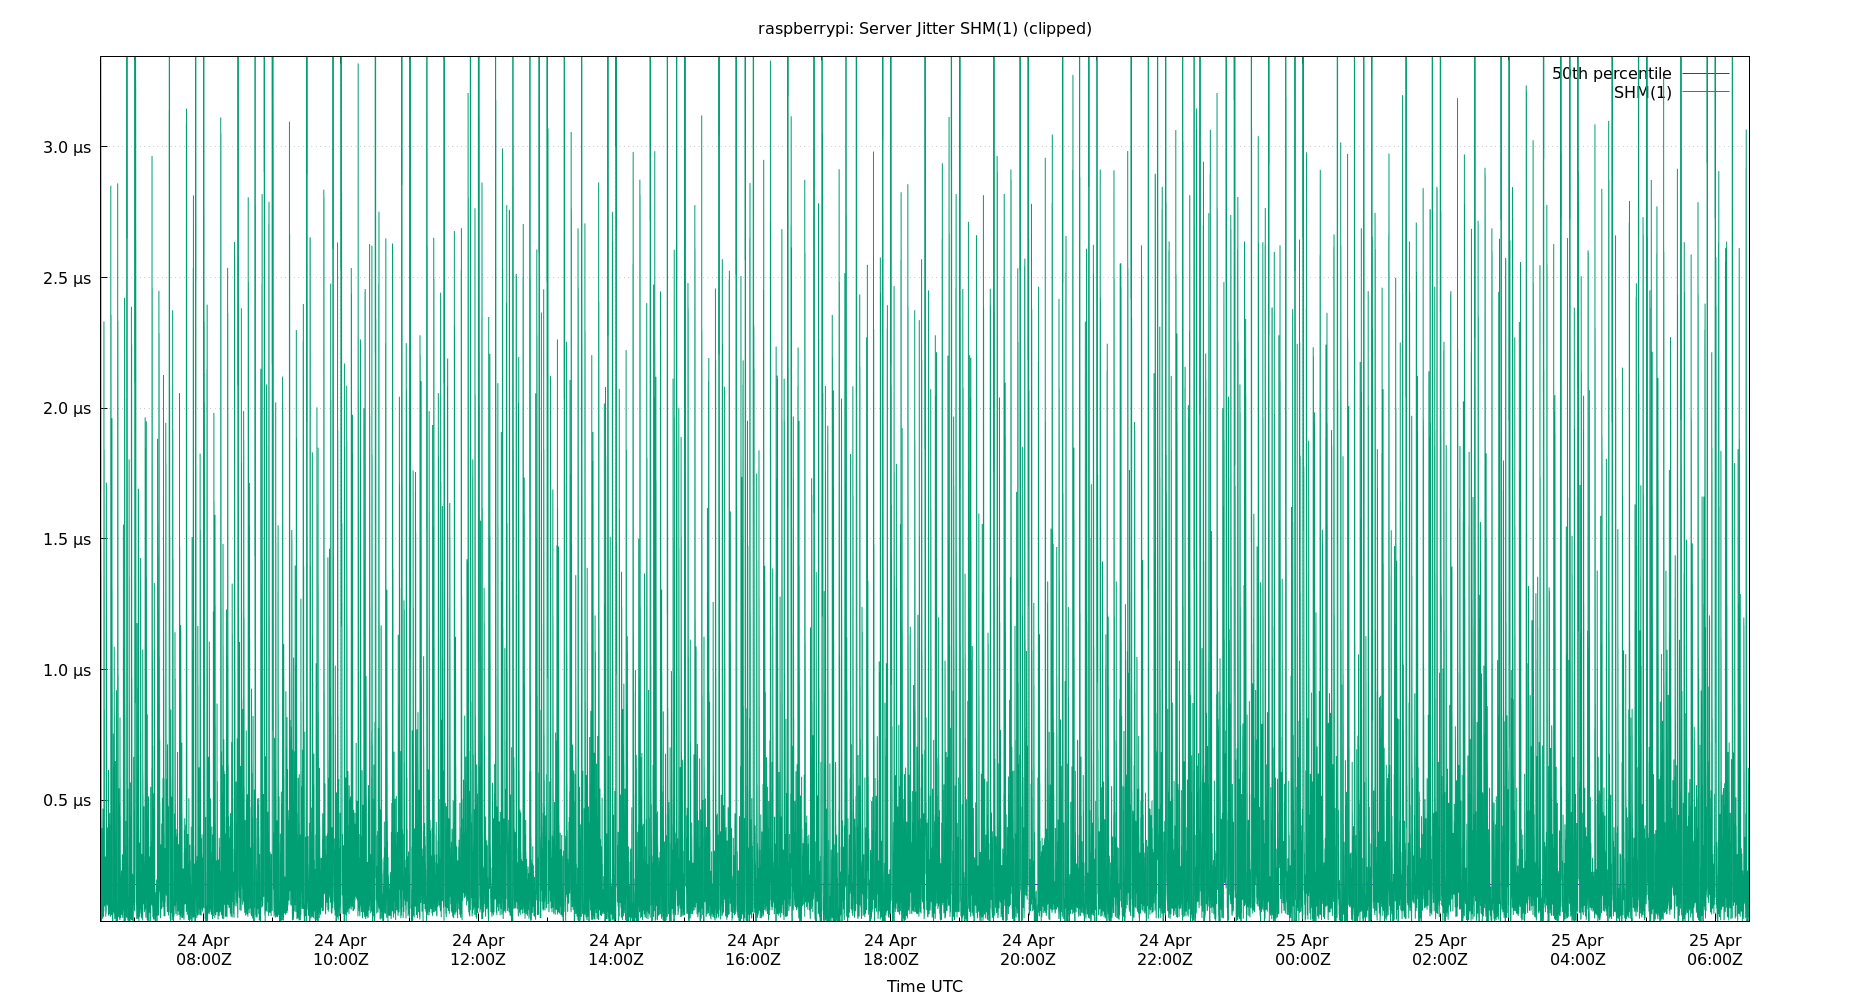 raspberrypi: Server Jitter SHM(1) (clipped)
50th percentile
SHM(1)
3.0 μs
2.5 μs
2.0 μs
1.5 μs
1.0 μs
0.5 μs
24 Apr 24 Apr 24 Apr 24 Apr 24 Apr 24 Apr 24 Apr 24 Apr 25 Apr 25 Apr 25 Apr 25 Apr
08:00Z 10:00Z 12:00Z 14:00Z 16:00Z 18:00Z 20:00Z 22:00Z 00:00Z 02:00Z 04:00Z 06:00Z
Time UTC